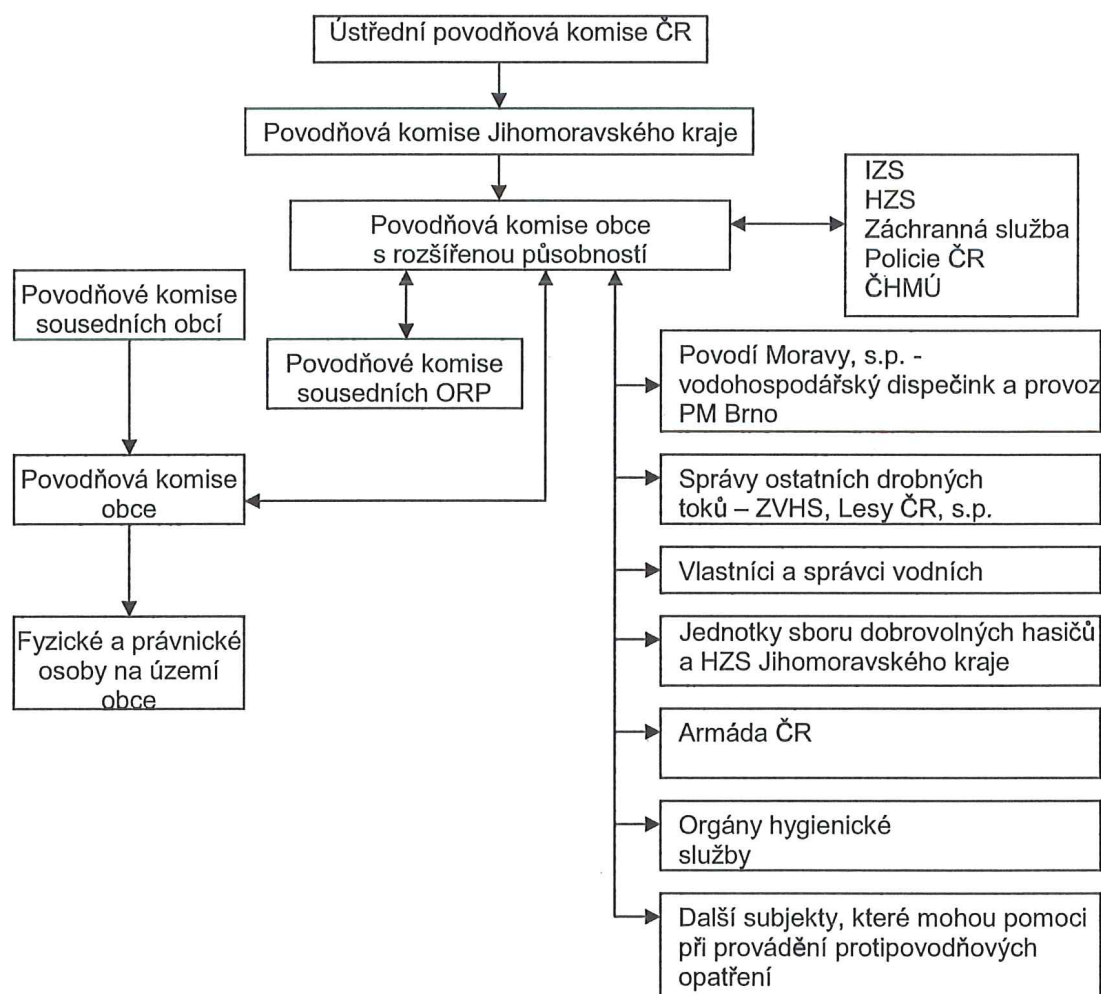 Ústřední povodňová komise ČR
Povodňová komise Jihomoravského kraje
Povodňová komise obce
s rozšířenou působností
IZS
HZS
Záchranná služba
Policie ČR
ČHMÚ
Povodňové komise
sousedních obcí
Povodňové komise
sousedních ORP
Povodí Moravy, s.p. -
vodohospodářský dispečink a provoz
PM Brno
Povodňová komise
obce
Správy ostatních drobných
toků – ZVHS, Lesy ČR, s.p.
Vlastníci a správci vodních
Fyzické a právnické
osoby na území
obce
Jednotky sboru dobrovolných hasičů
a HZS Jihomoravského kraje
Armáda ČR
Orgány hygienické
služby
Další subjekty, které mohou pomoci
při provádění protipovodňových
opatření